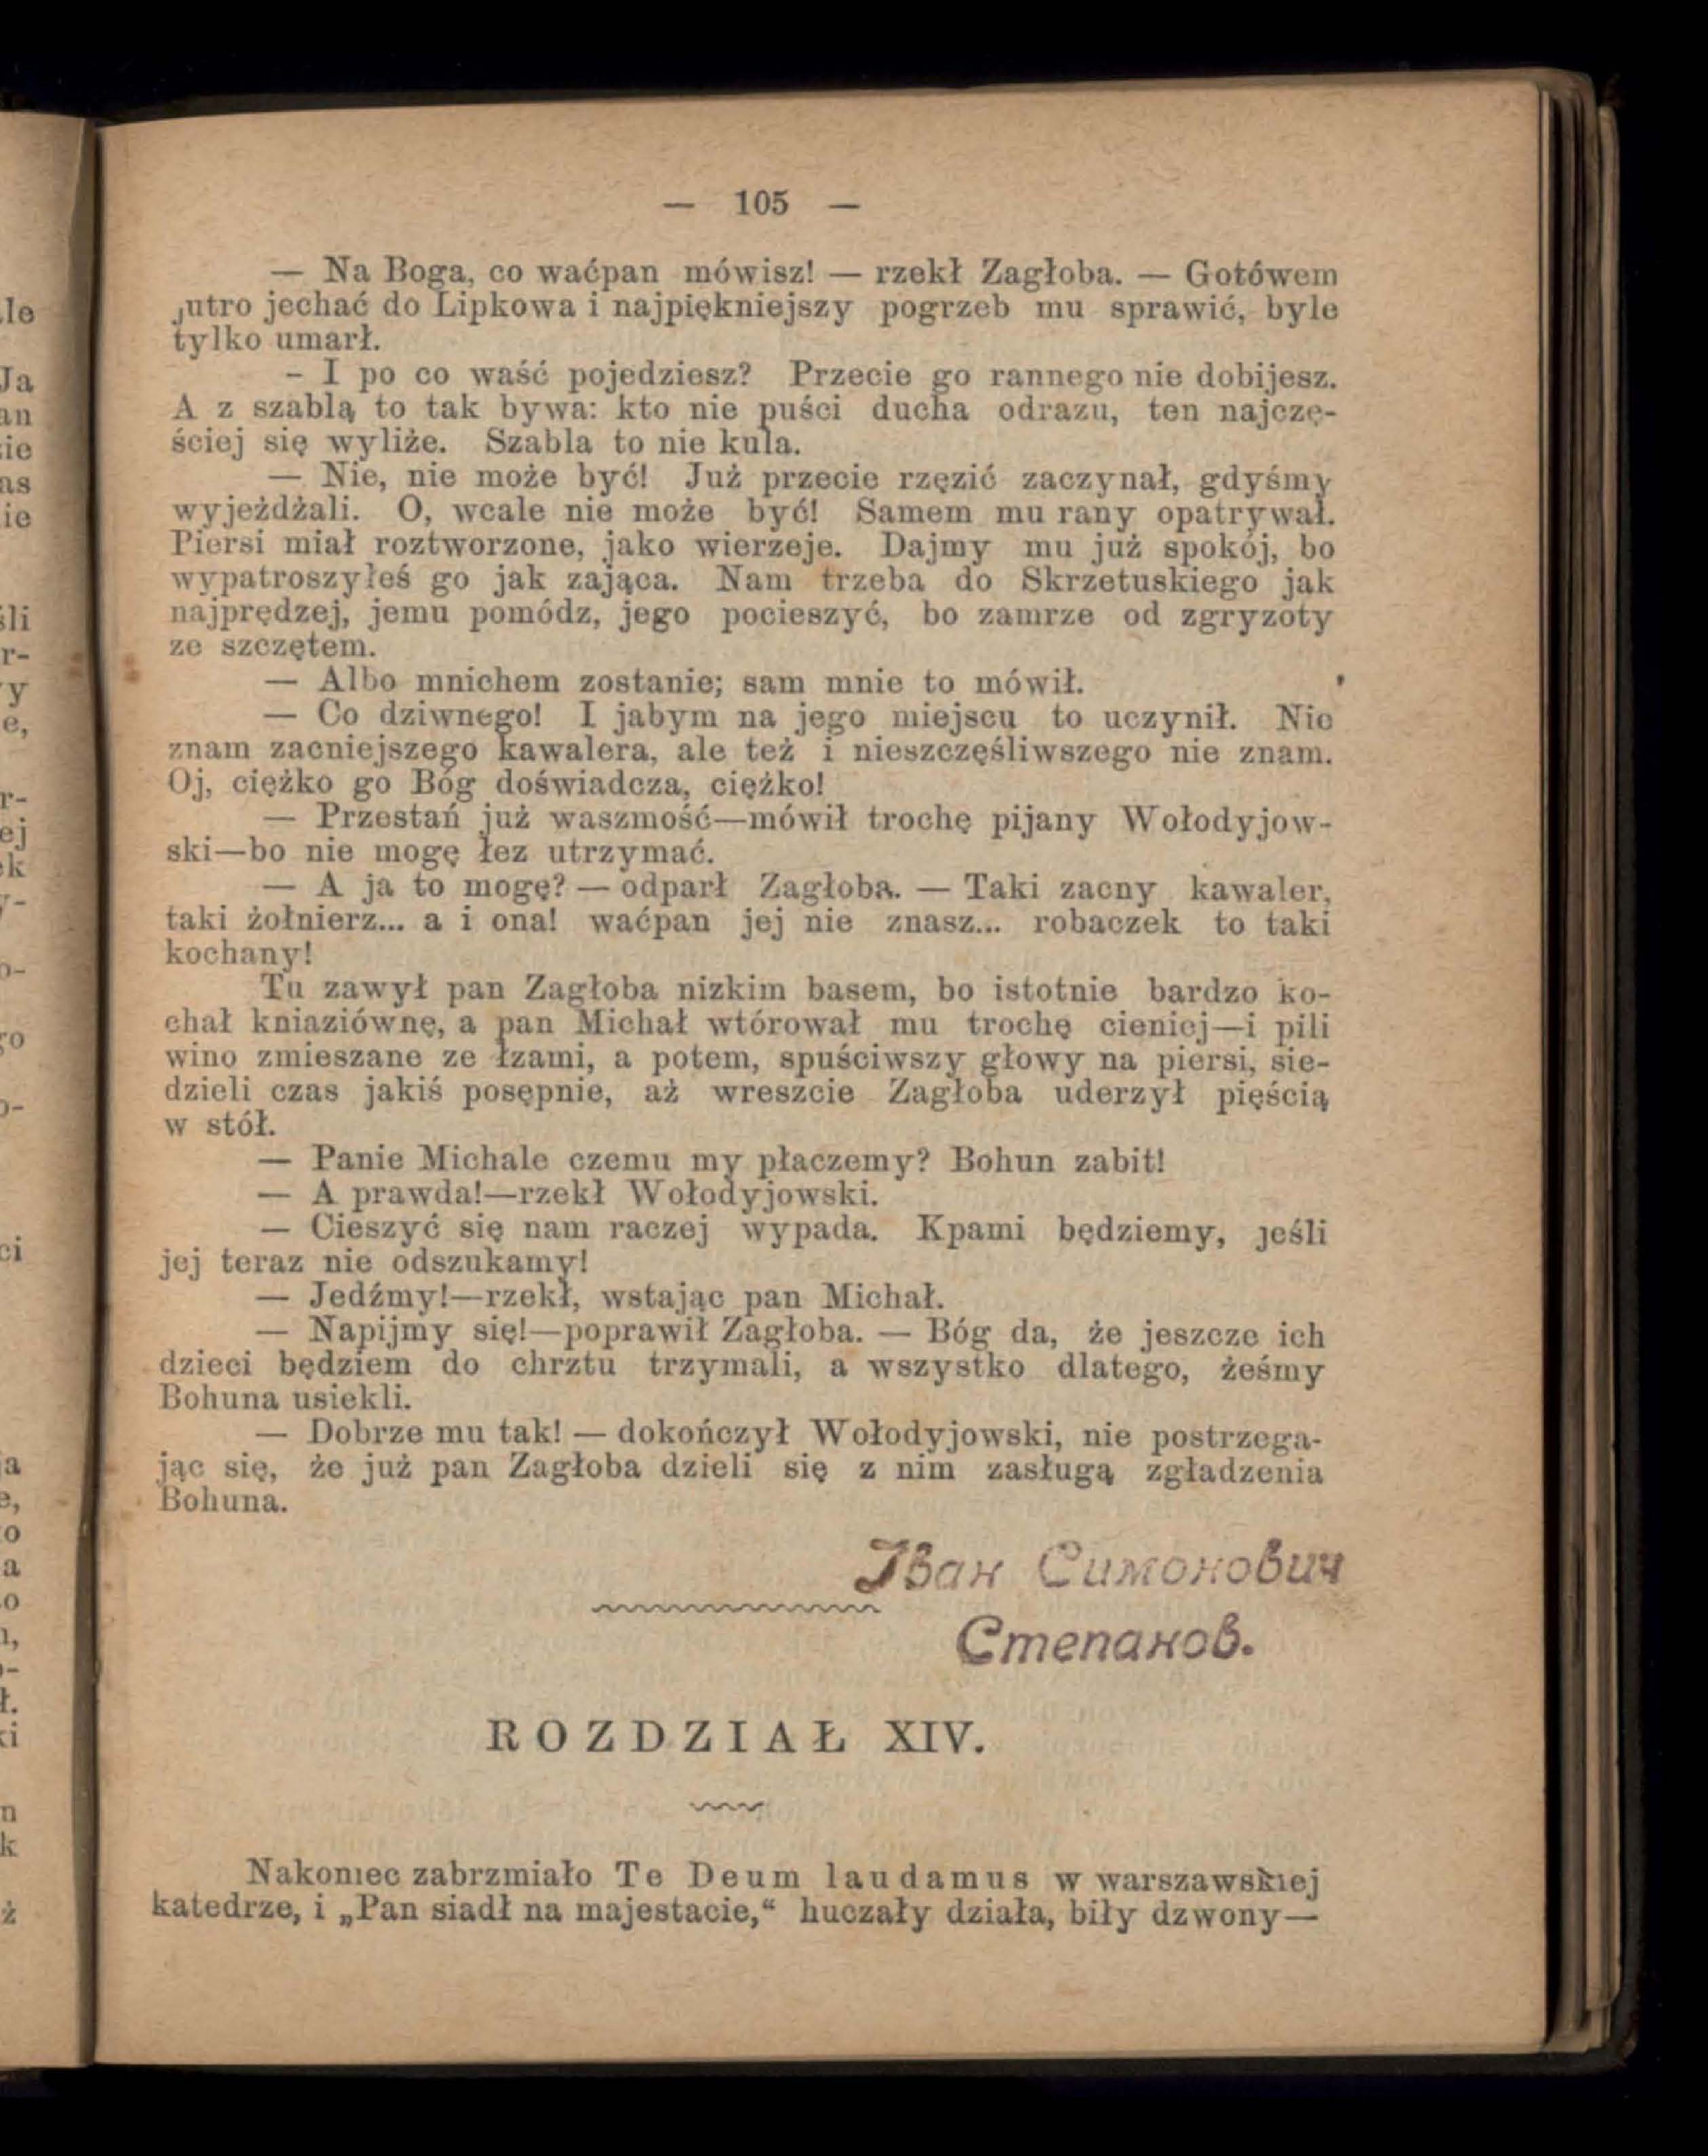 — 105 —
— Na Boga, co waćpan mówisz! — rzekł Zagłoba. — Gotówem
jutro jechać do Lipkowa i najpiękniejszy pogrzeb mu sprawić, byle
tylko umarł.
– I po co waść pojedziesz? Przecie go rannego nie dobijesz.
A z szablą to tak bywa: kto nie puści ducha odrazu, ten najczę-
ściej się wyliże. Szabla to nie kula.
— Nie, nie może być! Już przecie rzęzić zaczynał, gdyśmy
wyjeżdżali. O, wcale nie może być! Samem mu rany opatrywał.
Piersi miał roztworzone, jako wierzeje. Dajmy mu już spokój, bo
wypatroszyłeś go jak zająca. Nam trzeba do Skrzetuskiego jak
najprędzej, jemu pomódz, jego pocieszyć, bo zamrze od zgryzoty
ze szczętem.
— Albo mnichem zostanie; sam mnie to mówił.
— Co dziwnego! I jabym na jego miejscu to uczynił. Nie
znam zacniejszego kawalera, ale też i nieszczęśliwszego nie znam.
Oj, ciężko go Bóg doświadcza, ciężko!
— Przestań już waszmość—mówił trochę pijany Wołodyjow-
ski—bo nie mogę łez utrzymać.
— A ja to mogę? — odparł Zagłoba. — Taki zacny kawaler,
taki żołnierz... a i ona! waćpan jej nie znasz... robaczek to taki
kochany!
Tu zawył pan Zagłoba nizkim basem, bo istotnie bardzo ko-
chał kniaziównę, a pan Michał wtórował mu trochę cieniej—i pili
wino zmieszane ze łzami, a potem, spuściwszy głowy na piersi, sie-
dzieli czas jakiś posępnie, aż wreszcie Zagłoba uderzył pięścią
w stół.
— Panie Michale czemu my płaczemy? Bohun zabit!
— A prawda!—rzekł Wołodyjowski.
— Cieszyć się nam raczej wypada. Kpami będziemy, jeśli
jej teraz nie odszukamy!
— Jedźmy!—rzekł, wstając pan Michał.
— Napijmy się!—poprawił Zagłoba. — Bóg da, że jeszcze ich
dzieci będziem do chrztu trzymali, a wszystko dlatego, żeśmy
Bohuna usiekli.
— Dobrze mu tak! — dokończył Wołodyjowski, nie postrzega-
jąc się, że już pan Zagłoba dzieli się z nim zasługą zgładzenia
Bohuna.
Іван Симонович
Степанов.
ROZDZIAŁ XIV.
Nakoniec zabrzmiało Te Deum laudamus w warszawskiej
katedrze, i „Pan siadł na majestacie,“ huczały działa, biły dzwony—